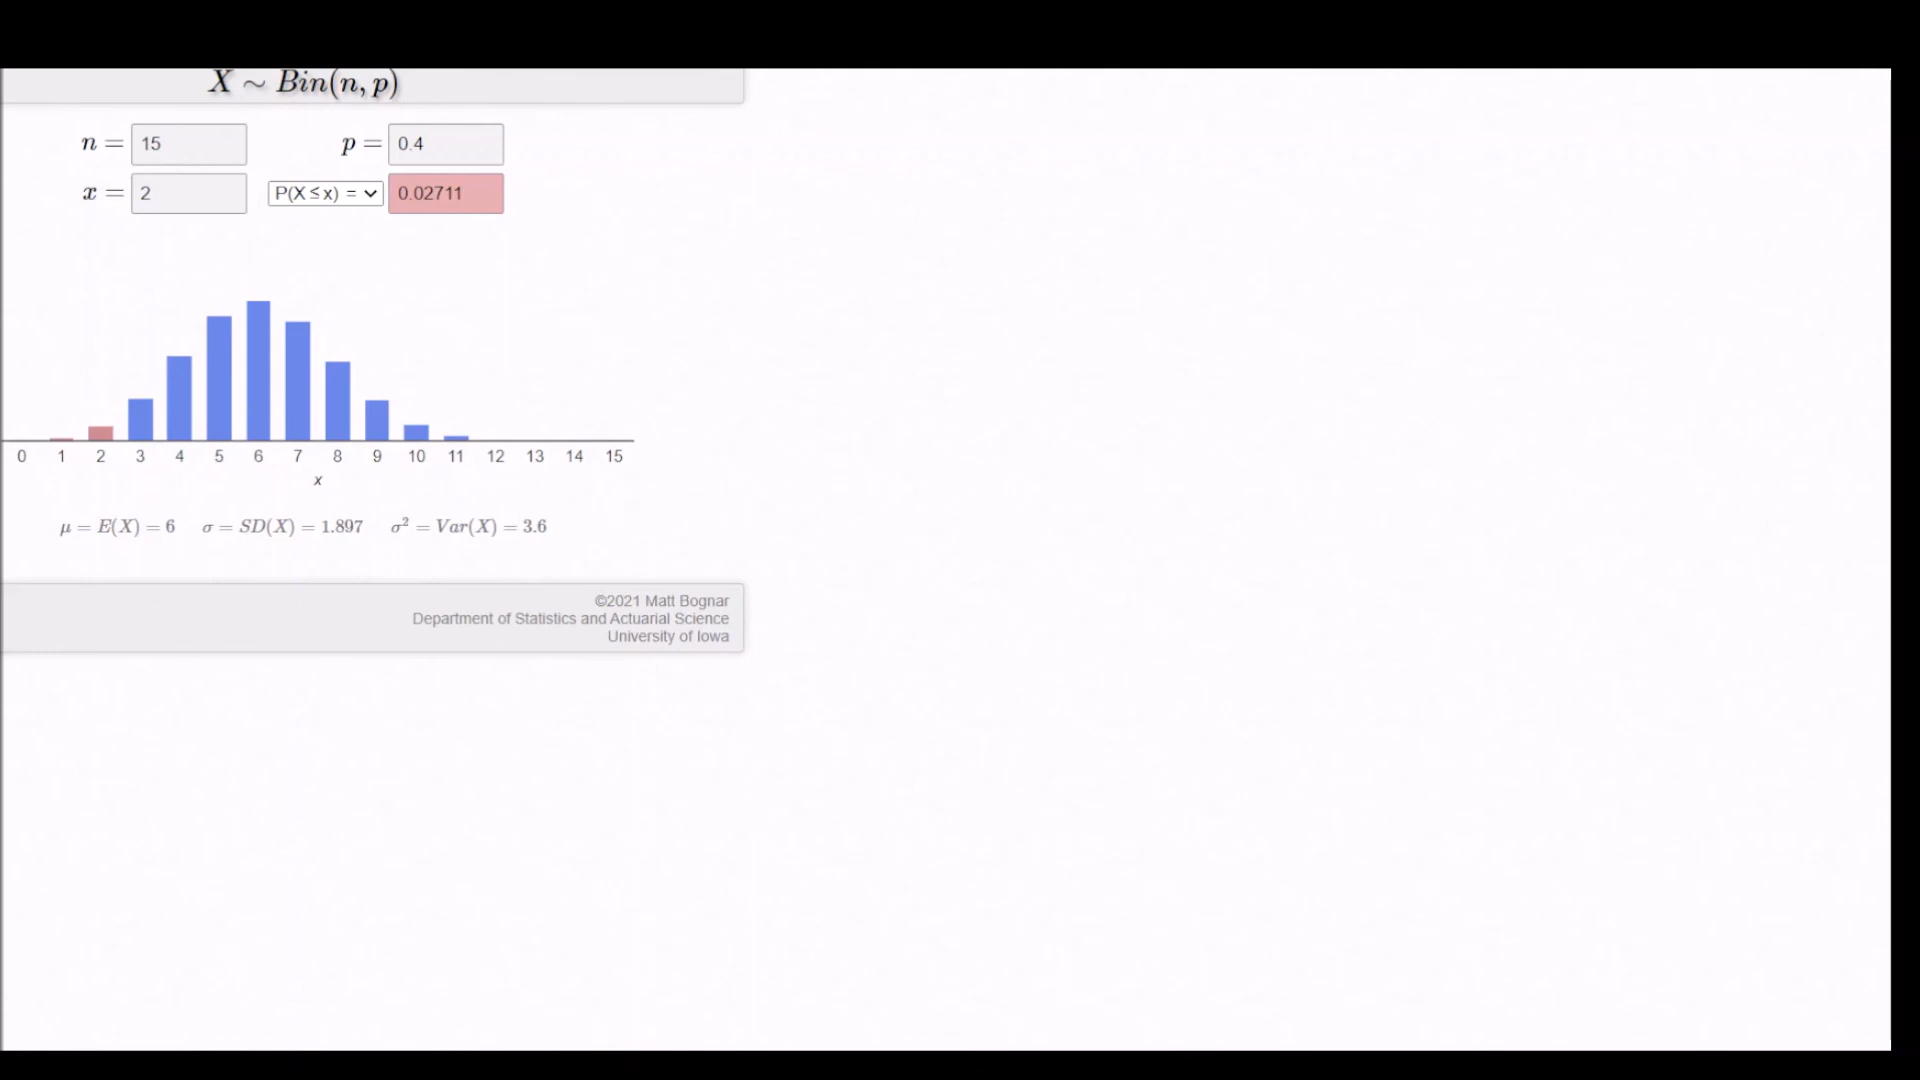 X ∼ Bin(n, p)
n = 15 p = 0.4
x = 2 P(X ≤ x) = 0.02711
0 1 2 3 4 5 6 7 8 9 10 11 12 13 14 15
x
μ = E(X) = 6 σ = SD(X) = 1.897 σ² = Var(X) = 3.6
©2021 Matt Bognar
Department of Statistics and Actuarial Science
University of Iowa